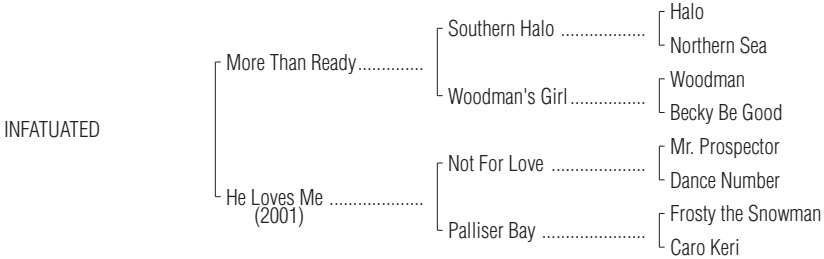 Halo
Southern Halo ..................
Northern Sea
More Than Ready..............
Woodman
Woodman's Girl................
Becky Be Good
INFATUATED
Mr. Prospector
Not For Love ....................
Dance Number
He Loves Me ....................
(2001)
Frosty the Snowman
Palliser Bay ......................
Caro Keri